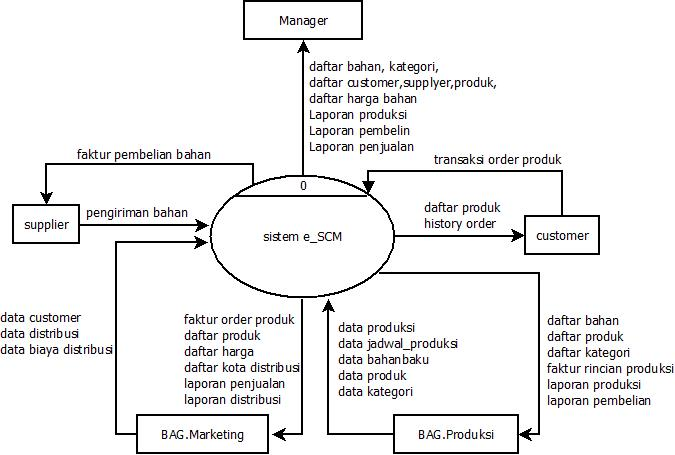 Manager
daftar bahan, kategori,
daftar customer,supplyer,produk,
daftar harga bahan
Laporan produksi
Laporan pembelin
Laporan penjualan
faktur pembelian bahan
transaksi order produk
0
supplier
pengiriman bahan
sistem e_SCM
daftar produk
history order
customer
data customer
data distribusi
data biaya distribusi
faktur order produk
daftar produk
daftar harga
daftar kota distribusi
laporan penjualan
laporan distribusi
data produksi
data jadwal_produksi
data bahanbaku
data produk
data kategori
daftar bahan
daftar produk
daftar kategori
faktur rincian produksi
laporan produksi
laporan pembelian
BAG.Marketing
BAG.Produksi